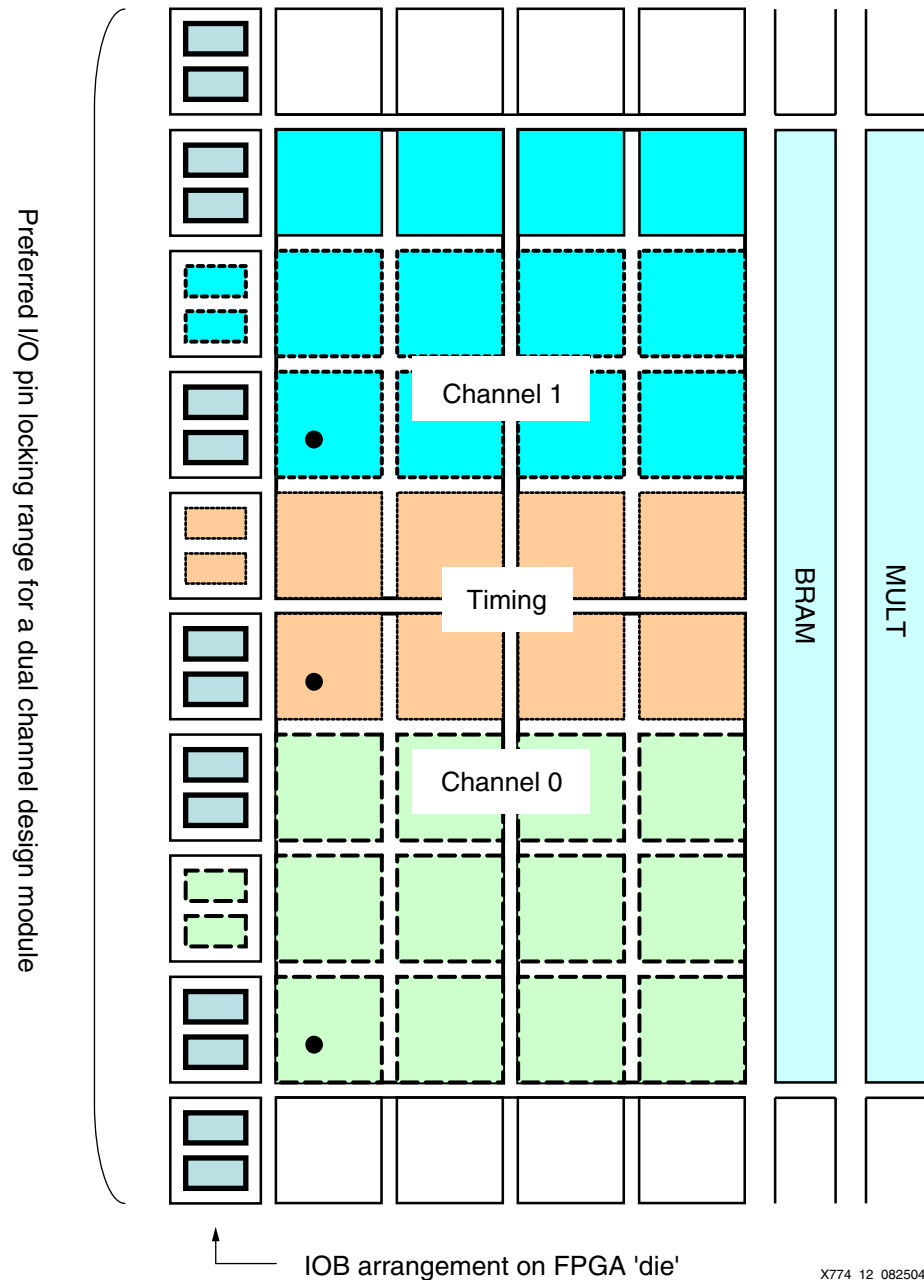 Preferred I/O pin locking range for a dual channel design module
Channel 1
Timing
Channel 0
BRAM
MULT
IOB arrangement on FPGA 'die'
X774_12_082504